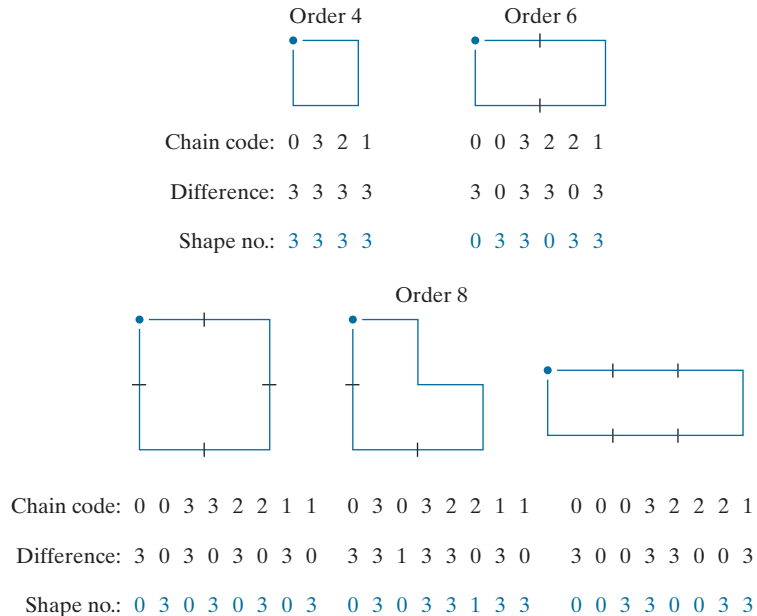 Order 4 Order 6
Chain code: 0 3 2 1 0 0 3 2 2 1
Difference: 3 3 3 3 3 0 3 3 0 3
Shape no.: 3 3 3 3 0 3 3 0 3 3
Order 8
Chain code: 0 0 3 3 2 2 1 1 0 3 0 3 2 2 1 1 0 0 0 3 2 2 2 1
Difference: 3 0 3 0 3 0 3 0 3 3 1 3 3 0 3 0 3 0 0 3 3 0 0 3
Shape no.: 0 3 0 3 0 3 0 3 0 3 0 3 3 1 3 3 0 0 3 3 0 0 3 3